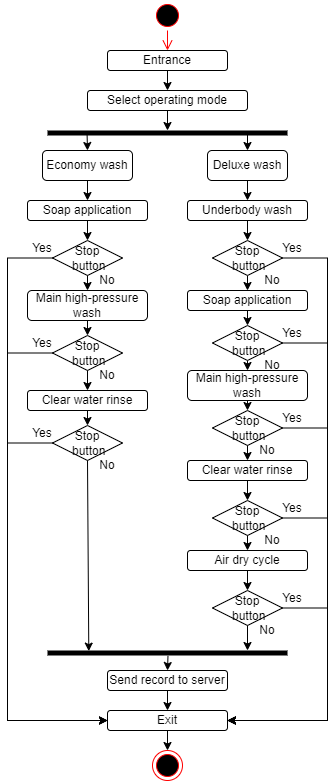 Entrance
Select operating mode
Economy wash
Deluxe wash
Soap application
Underbody wash
Yes
Stop
button
No
Stop
button
Yes
No
Main high-pressure
wash
Soap application
Yes
Stop
button
No
Stop
button
Yes
No
Clear water rinse
Main high-pressure
wash
Yes
Stop
button
No
Stop
button
Yes
No
Clear water rinse
Stop
button
Yes
No
Air dry cycle
Stop
button
Yes
No
Send record to server
Exit